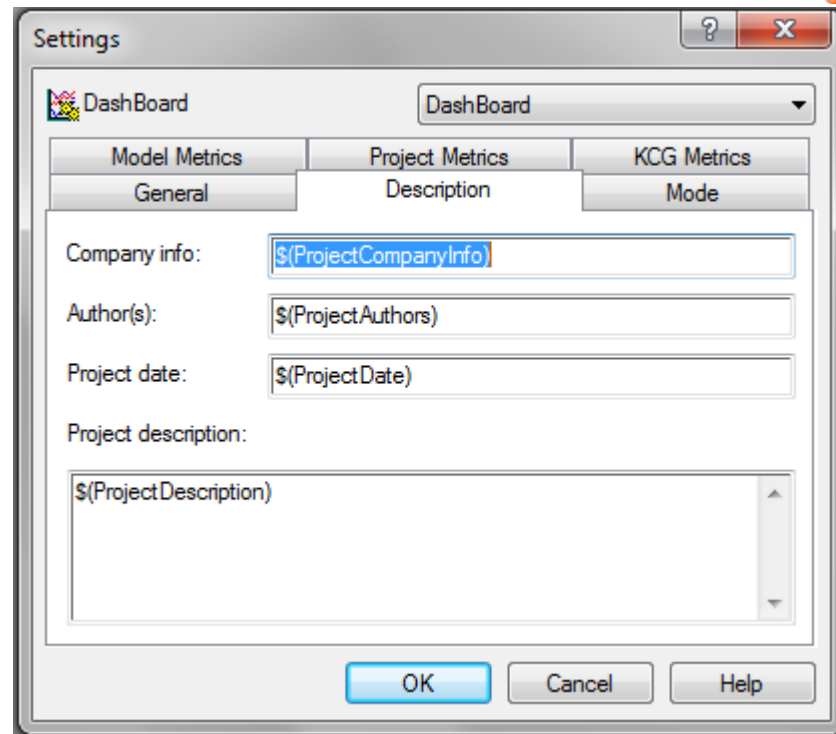 Settings
?
DashBoard DashBoard
Model Metrics Project Metrics KCG Metrics
General Description Mode
Company info: $(ProjectCompanyInfo)
Author(s): $(ProjectAuthors)
Project date: $(ProjectDate)
Project description:
$(ProjectDescription)
OK Cancel Help